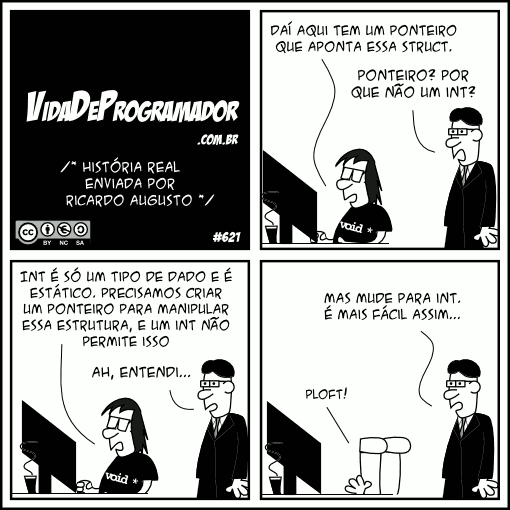 VIDADEPROGRAMADOR
.COM.BR
/* HISTÓRIA REAL
ENVIADA POR
RICARDO AUGUSTO */
cc
BY NC SA
#621
DAÍ AQUI TEM UM PONTEIRO
QUE APONTA ESSA STRUCT.
PONTEIRO? POR
QUE NÃO UM INT?
void *
INT É SÓ UM TIPO DE DADO E É
ESTÁTICO. PRECISAMOS CRIAR
UM PONTEIRO PARA MANIPULAR
ESSA ESTRUTURA, E UM INT NÃO
PERMITE ISSO
AH, ENTENDI...
void *
MAS MUDE PARA INT.
É MAIS FÁCIL ASSIM...
PLOFT!